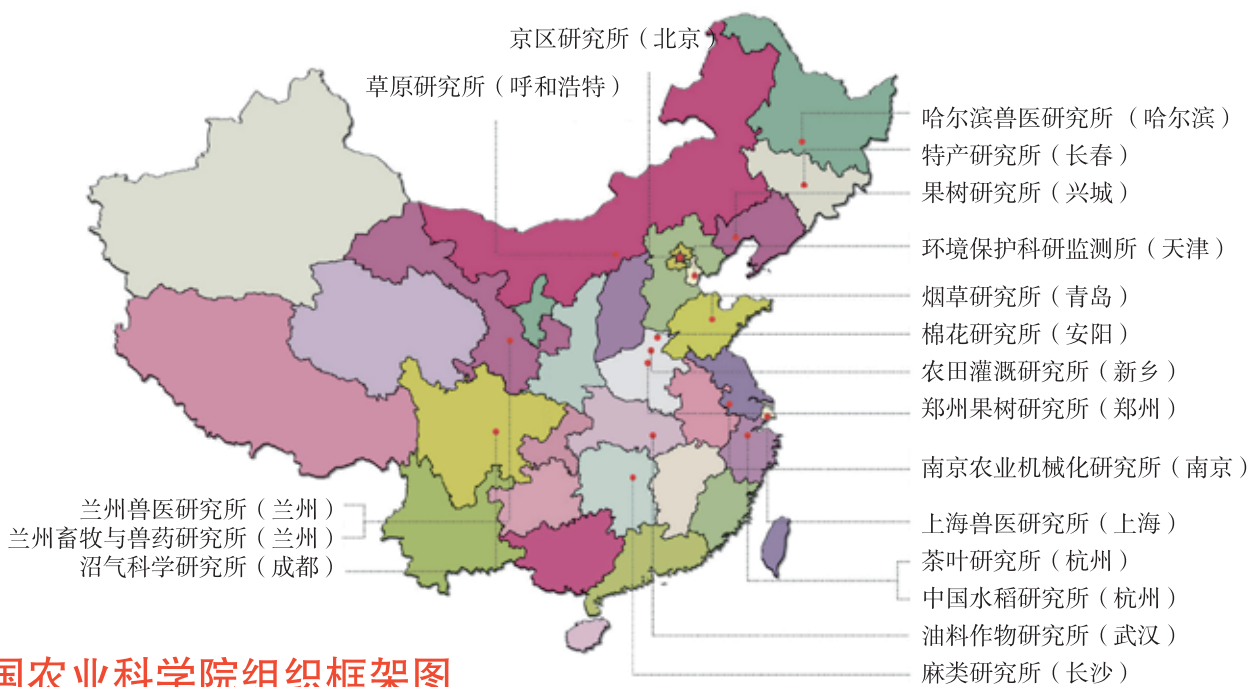 京区研究所（北京）
草原研究所（呼和浩特）
哈尔滨兽医研究所（哈尔滨）
特产研究所（长春）
果树研究所（兴城）
环境保护科研监测所（天津）
烟草研究所（青岛）
棉花研究所（安阳）
农田灌溉研究所（新乡）
郑州果树研究所（郑州）
南京农业机械化研究所（南京）
上海兽医研究所（上海）
茶叶研究所（杭州）
中国水稻研究所（杭州）
油料作物研究所（武汉）
麻类研究所（长沙）
兰州兽医研究所（兰州）
兰州畜牧与兽药研究所（兰州）
沼气科学研究所（成都）
国农业科学院组织框架图